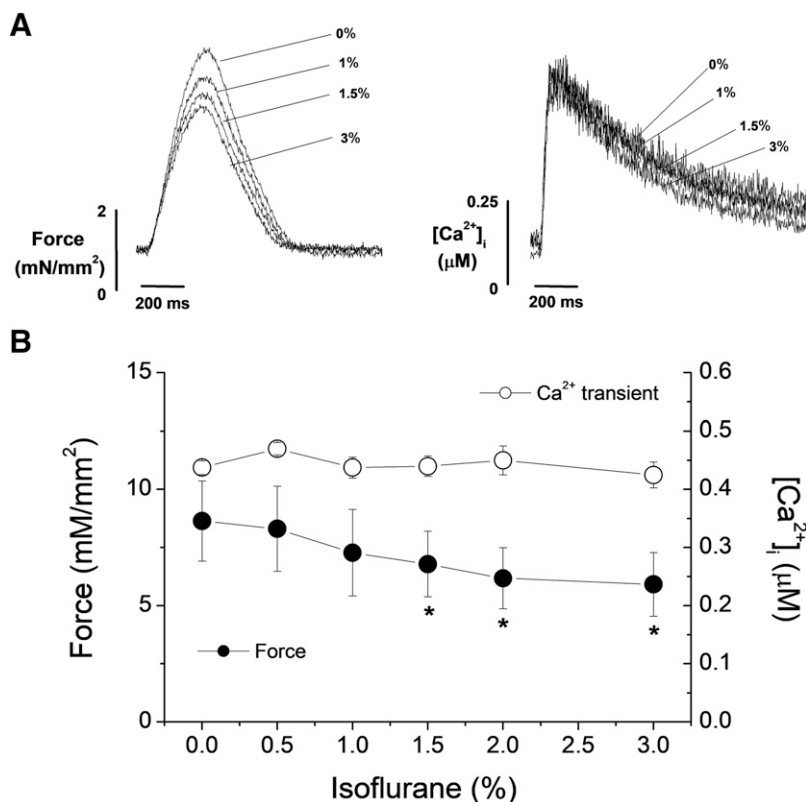 A
0%
1%
1.5%
3%
2
Force
(mN/mm²)
0
200 ms
0%
1%
1.5%
3%
0.25
[Ca²⁺]ᵢ
(μM)
0
200 ms
B
15
10
5
0
Force (mM/mm²)
Ca²⁺ transient
Force
*
*
*
0.6
0.5
0.4
0.3
0.2
0.1
0.0
[Ca²⁺]ᵢ (μM)
0.0 0.5 1.0 1.5 2.0 2.5 3.0
Isoflurane (%)